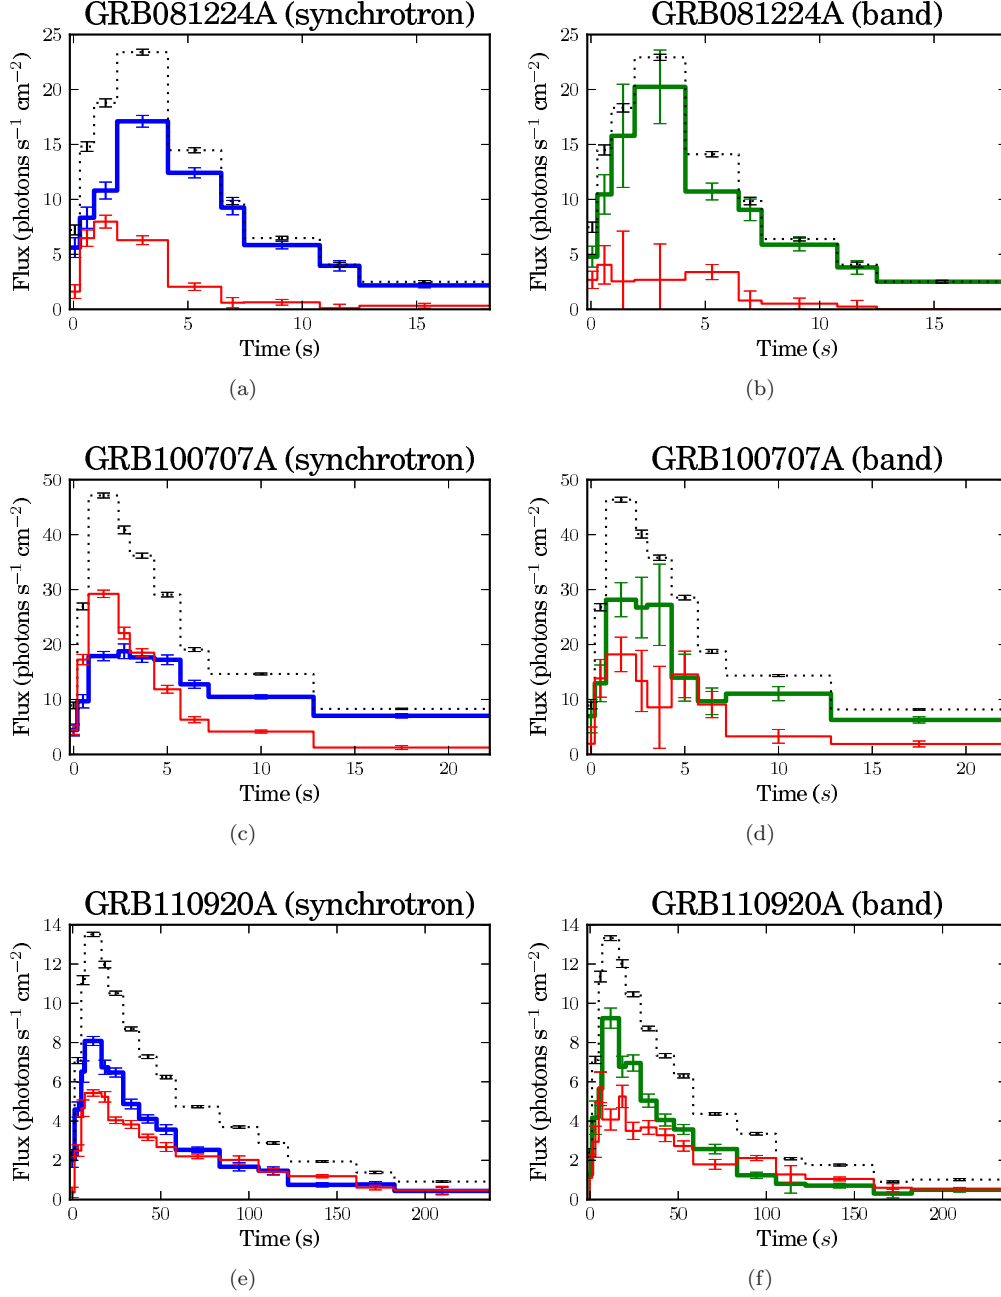 GRB081224A (synchrotron)
GRB081224A (band)
Flux (photons s⁻¹ cm⁻²)
25
20
15
10
5
0
0 5 10 15
Time (s)
(a)
Flux (photons s⁻¹ cm⁻²)
25
20
15
10
5
0
0 5 10 15
Time (s)
(b)
GRB100707A (synchrotron)
GRB100707A (band)
Flux (photons s⁻¹ cm⁻²)
50
40
30
20
10
0
0 5 10 15 20
Time (s)
(c)
Flux (photons s⁻¹ cm⁻²)
50
40
30
20
10
0
0 5 10 15 20
Time (s)
(d)
GRB110920A (synchrotron)
GRB110920A (band)
Flux (photons s⁻¹ cm⁻²)
14
12
10
8
6
4
2
0
0 50 100 150 200
Time (s)
(e)
Flux (photons s⁻¹ cm⁻²)
14
12
10
8
6
4
2
0
0 50 100 150 200
Time (s)
(f)